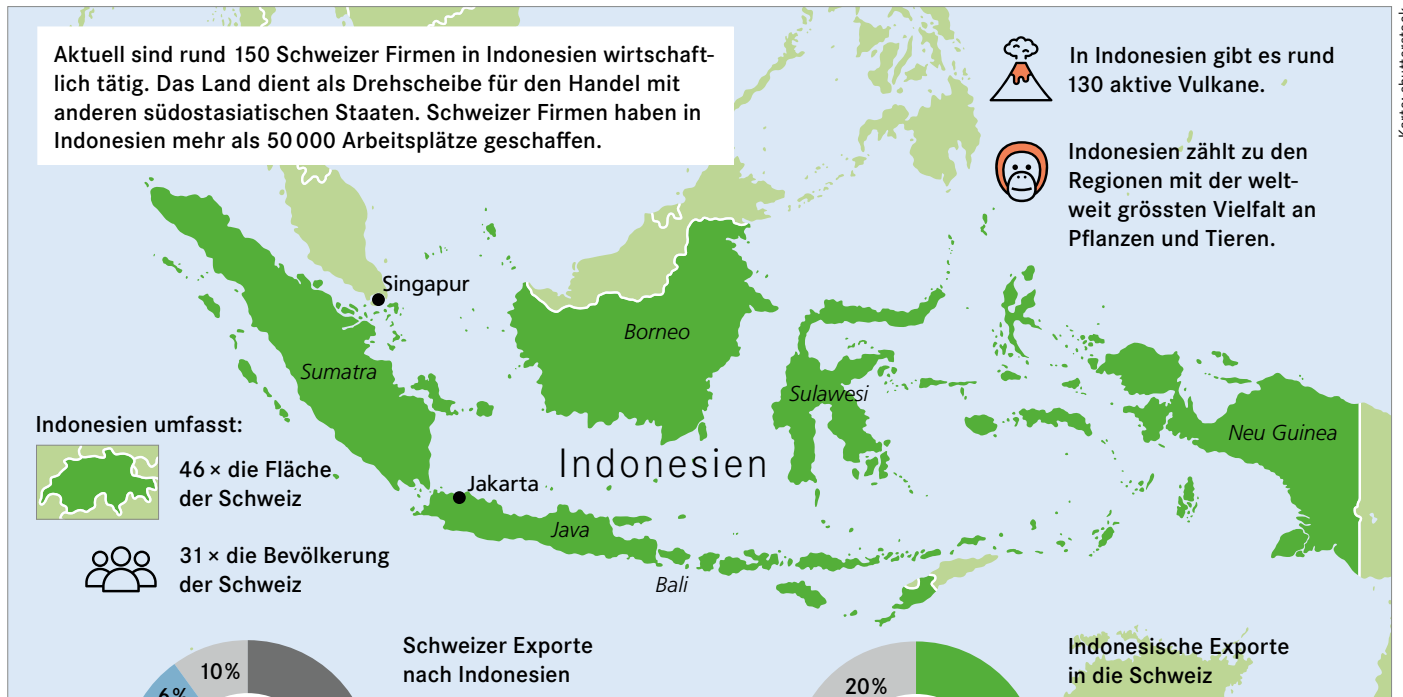 Aktuell sind rund 150 Schweizer Firmen in Indonesien wirtschaft-
lich tätig. Das Land dient als Drehscheibe für den Handel mit
anderen südostasiatischen Staaten. Schweizer Firmen haben in
Indonesien mehr als 50 000 Arbeitsplätze geschaffen.
In Indonesien gibt es rund
130 aktive Vulkane.
Indonesien zählt zu den
Regionen mit der welt-
weit grössten Vielfalt an
Pflanzen und Tieren.
Karte: shutterstock
Singapur
Borneo
Sumatra
Sulawesi
Neu Guinea
Indonesien
Jakarta
Java
Bali
Indonesien umfasst:
46 × die Fläche
der Schweiz
31 × die Bevölkerung
der Schweiz
Schweizer Exporte
nach Indonesien
10%
6%
Indonesische Exporte
in die Schweiz
20%